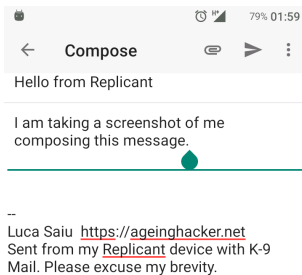 79% 01:59
Compose
Hello from Replicant
I am taking a screenshot of me
composing this message.
--
Luca Saiu  https://ageinghacker.net
Sent from my Replicant device with K-9
Mail. Please excuse my brevity.